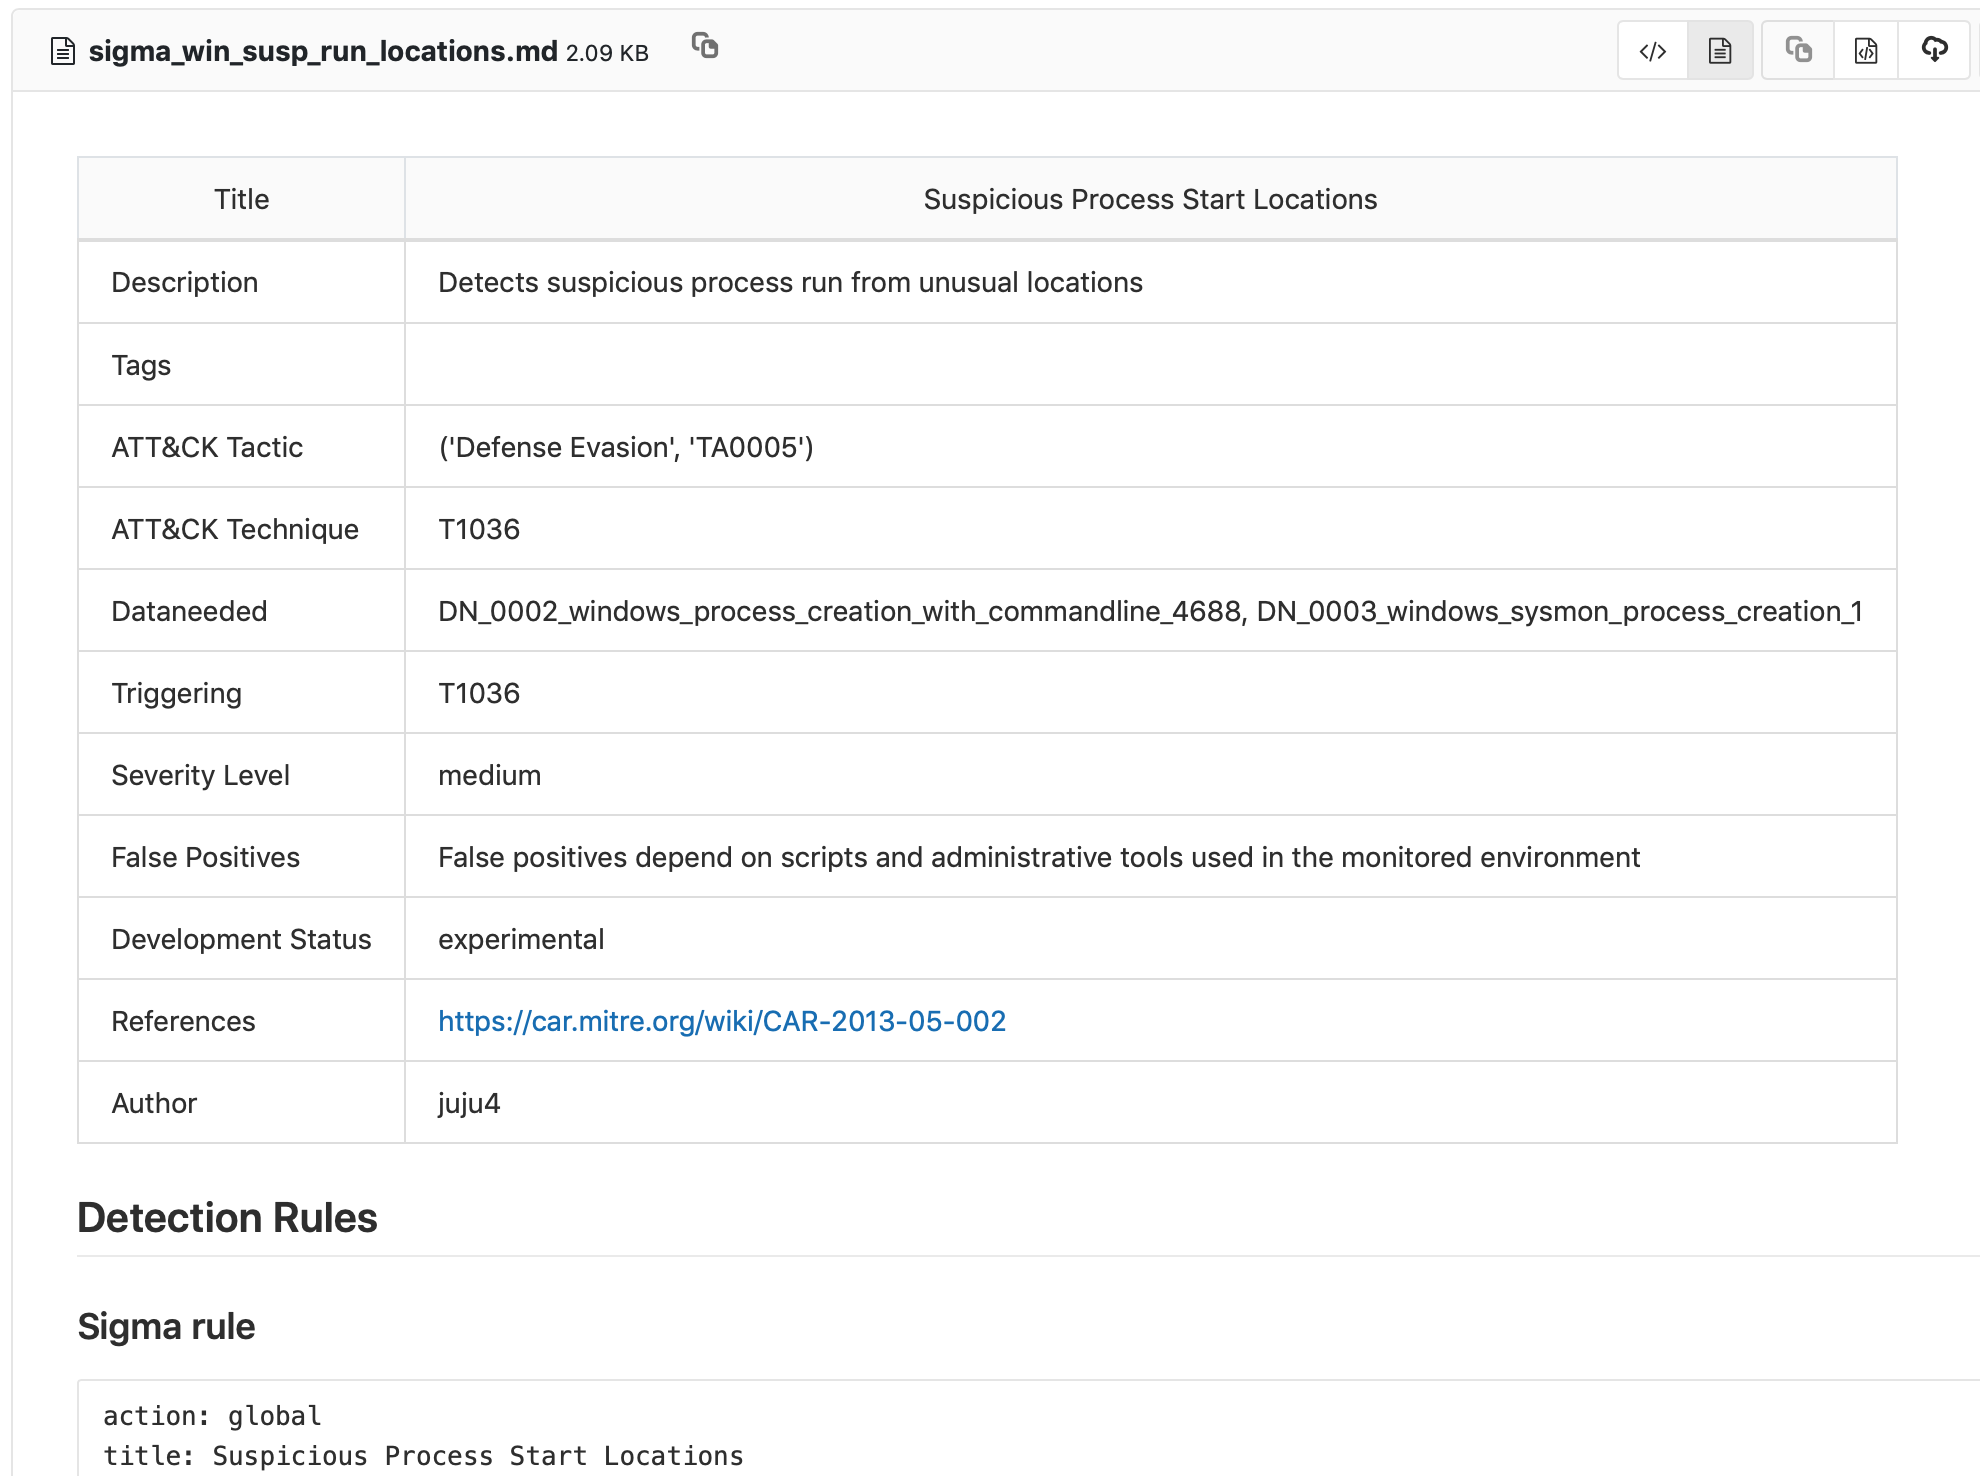 sigma_win_susp_run_locations.md 2.09 KB
Title Suspicious Process Start Locations
Description Detects suspicious process run from unusual locations
Tags
ATT&CK Tactic ('Defense Evasion', 'TA0005')
ATT&CK Technique T1036
Dataneeded DN_0002_windows_process_creation_with_commandline_4688, DN_0003_windows_sysmon_process_creation_1
Triggering T1036
Severity Level medium
False Positives False positives depend on scripts and administrative tools used in the monitored environment
Development Status experimental
References https://car.mitre.org/wiki/CAR-2013-05-002
Author juju4
Detection Rules
Sigma rule
action: global
title: Suspicious Process Start Locations